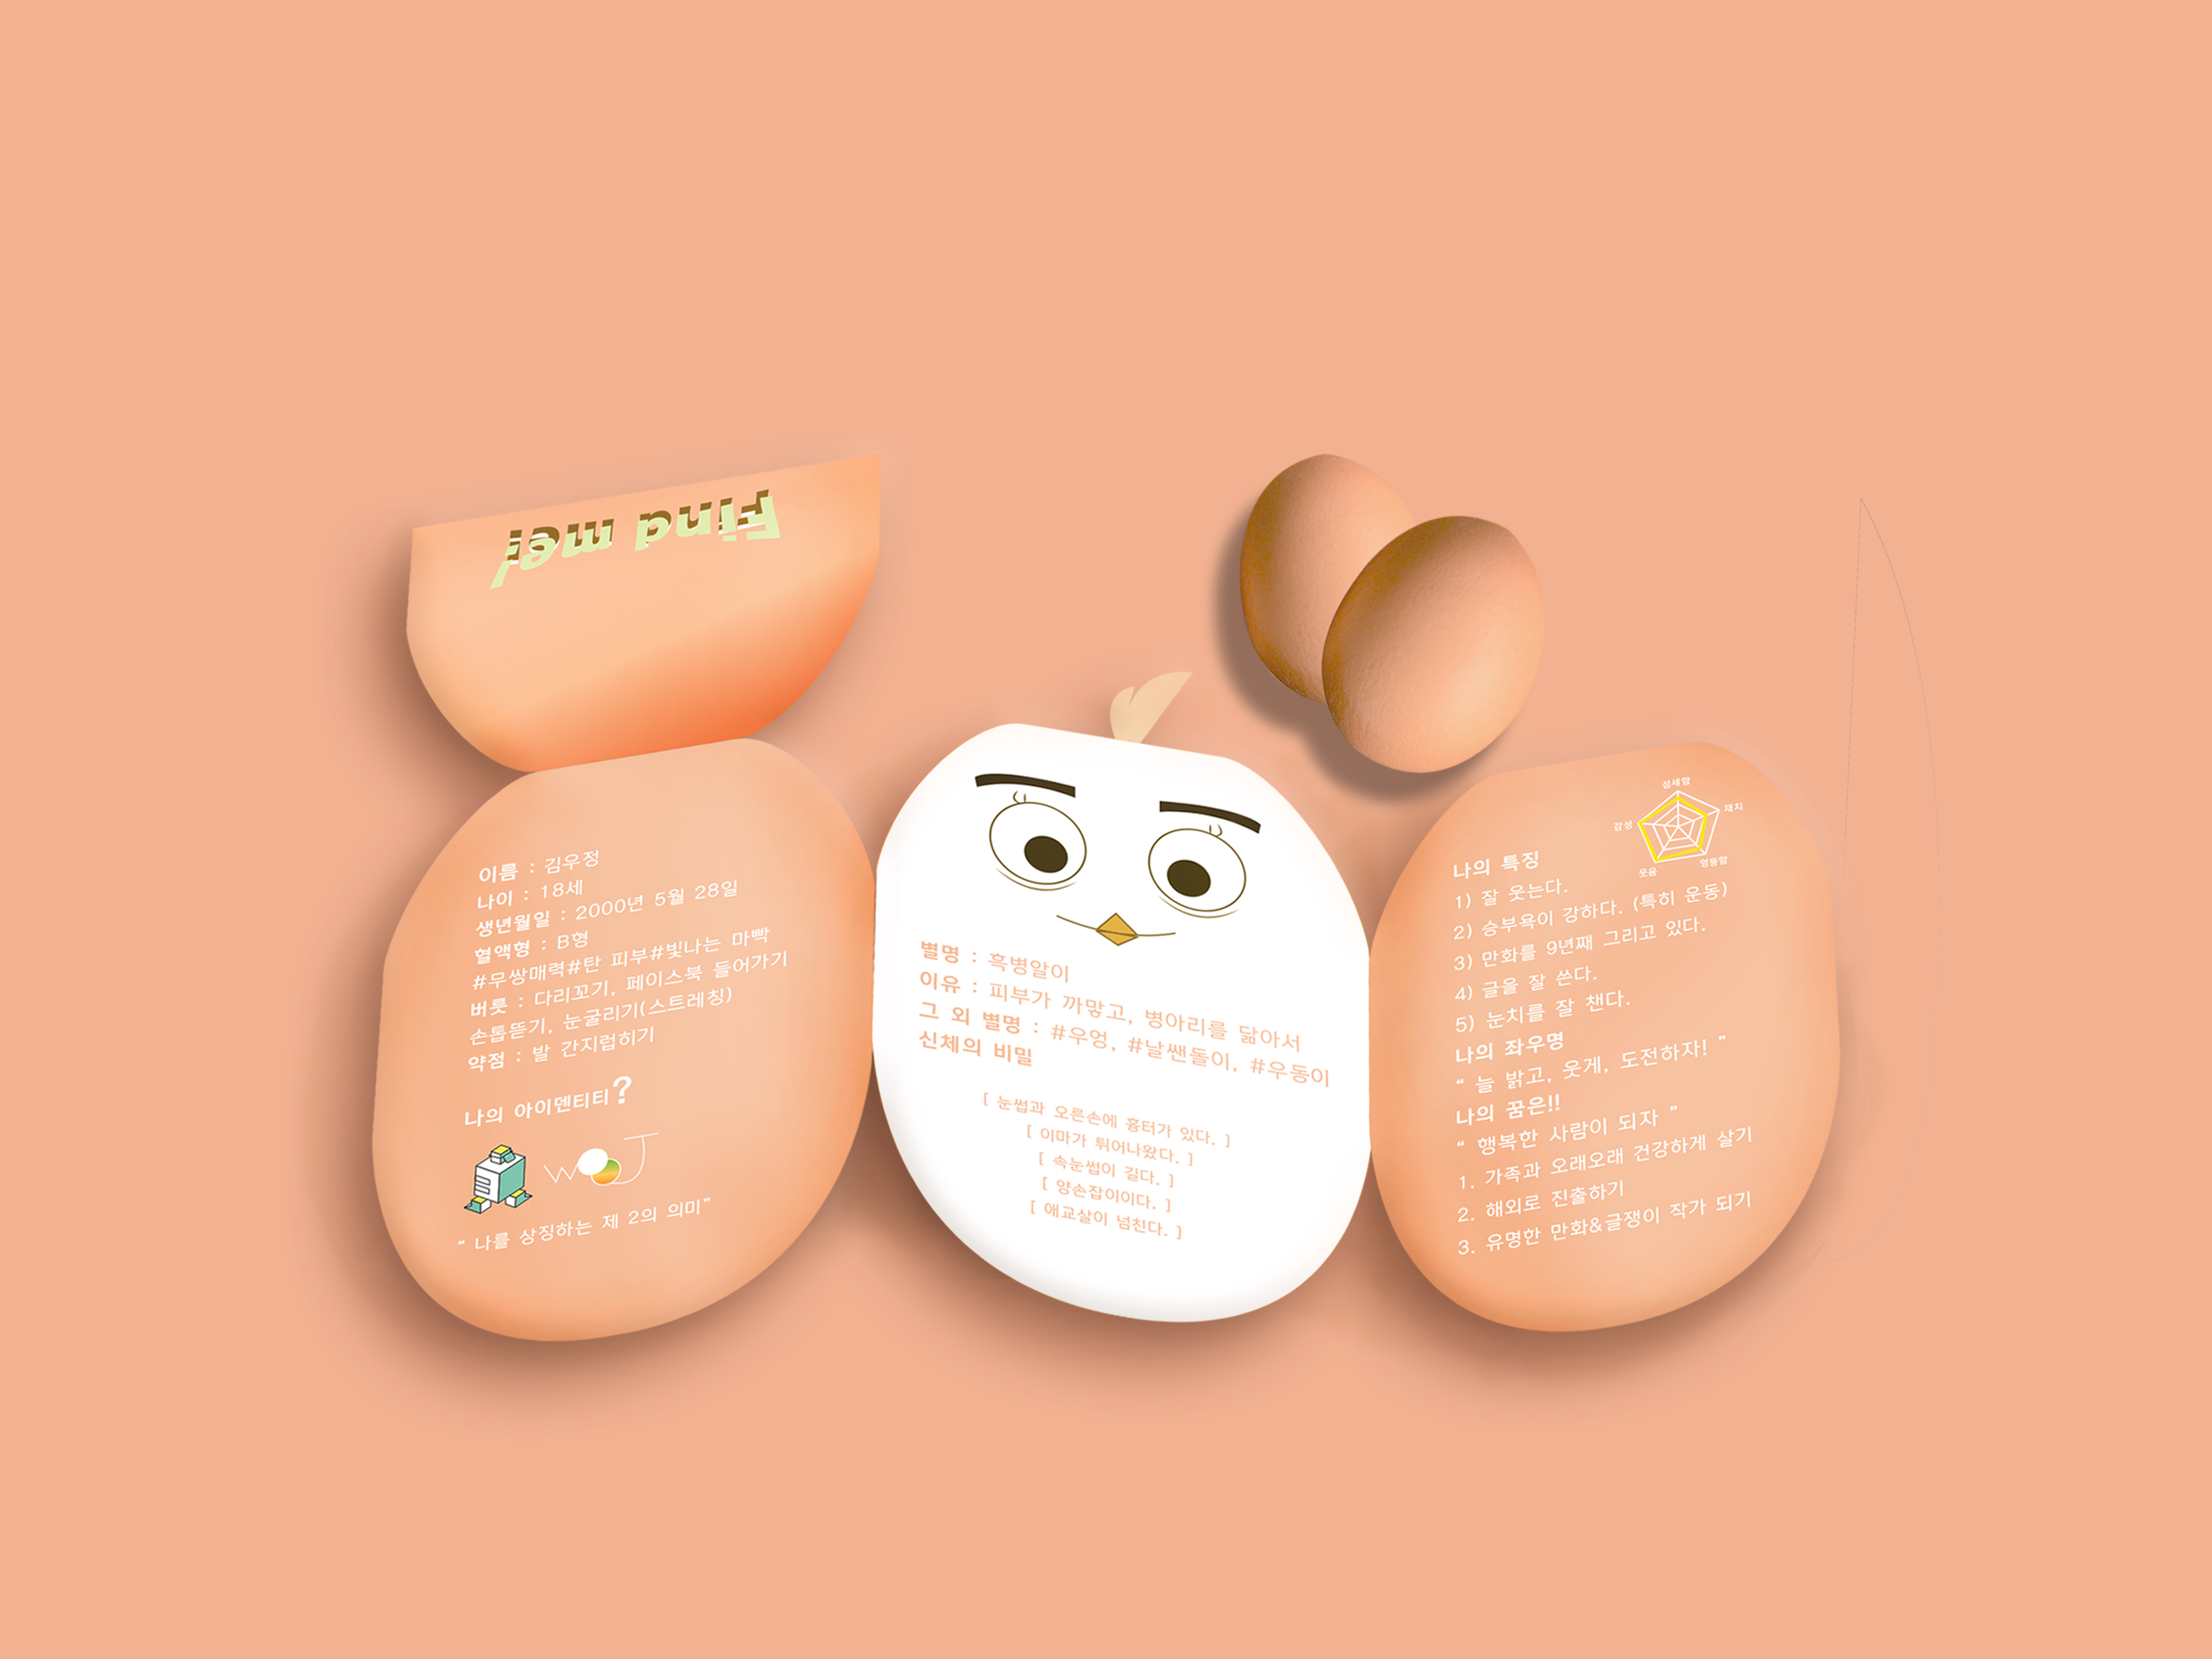 Find me!
이름 : 김우정
나이 : 18세
생년월일 : 2000년 5월 28일
혈액형 : B형
#무쌍매력#탄 피부#빛나는 마빡
버릇 : 다리꼬기, 페이스북 들어가기
손톱뜯기, 눈굴리기(스트레칭)
약점 : 발 간지럽히기
나의 아이덴티티?
WOOJ
“ 나를 상징하는 제 2의 의미”
별명 : 흑병알이
이유 : 피부가 까맣고, 병아리를 닮아서
그 외 별명 : #우엉, #날쌘돌이, #우동이
신체의 비밀
[ 눈썹과 오른손에 흉터가 있다. ]
[ 이마가 튀어나왔다. ]
[ 속눈썹이 길다. ]
[ 양손잡이이다. ]
[ 애교살이 넘친다. ]
섬세함
재치
감성
엉뚱함
웃음
나의 특징
1) 잘 웃는다.
2) 승부욕이 강하다. (특히 운동)
3) 만화를 9년째 그리고 있다.
4) 글을 잘 쓴다.
5) 눈치를 잘 챈다.
나의 좌우명
“ 늘 밝고, 웃게, 도전하자! ”
나의 꿈은!!
“ 행복한 사람이 되자 ”
1. 가족과 오래오래 건강하게 살기
2. 해외로 진출하기
3. 유명한 만화&글쟁이 작가 되기